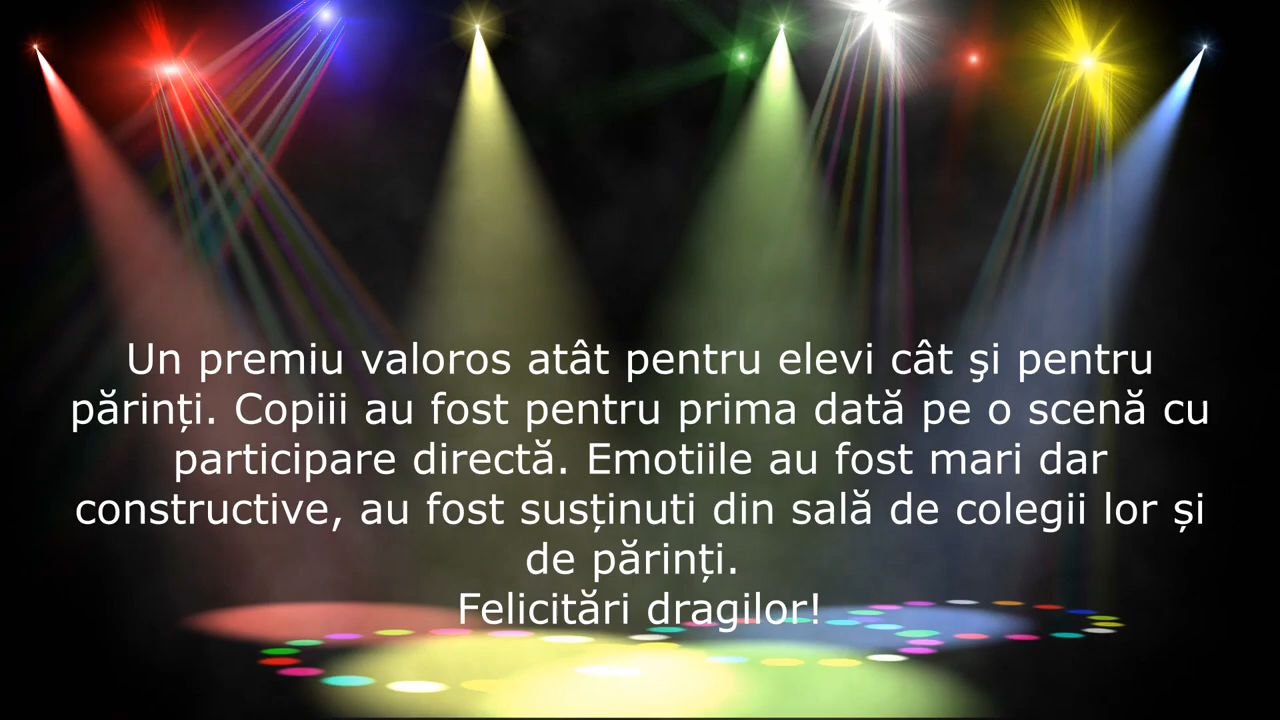 Un premiu valoros atât pentru elevi cât şi pentru
părinți. Copiii au fost pentru prima dată pe o scenă cu
participare directă. Emotiile au fost mari dar
constructive, au fost susținuti din sală de colegii lor și
de părinți.
Felicitări dragilor!